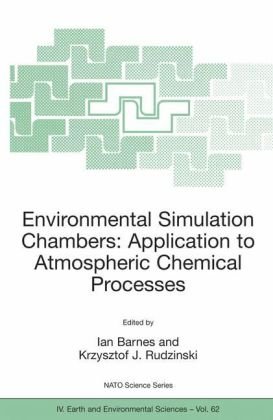 Environmental Simulation
Chambers: Application to
Atmospheric Chemical
Processes
Edited by
Ian Barnes and
Krzysztof J. Rudzinski
NATO Science Series
IV. Earth and Environmental Sciences – Vol. 62